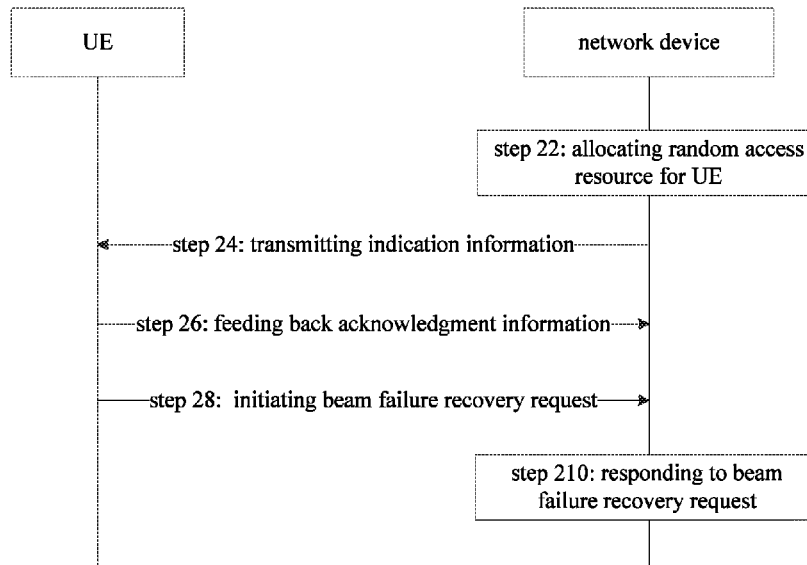 UE
network device
step 22: allocating random access
resource for UE
step 24: transmitting indication information
step 26: feeding back acknowledgment information
step 28: initiating beam failure recovery request
step 210: responding to beam
failure recovery request